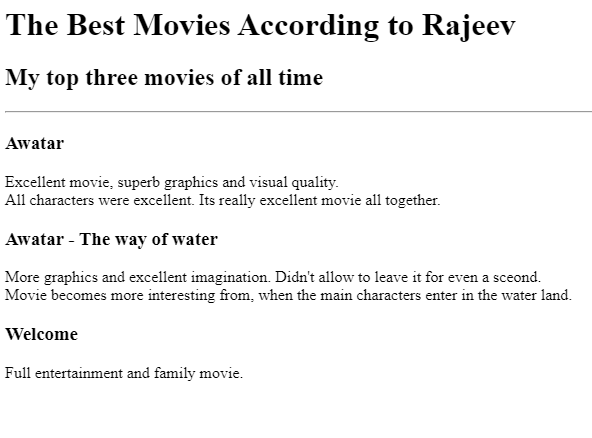 The Best Movies According to Rajeev
My top three movies of all time
Awatar
Excellent movie, superb graphics and visual quality.
All characters were excellent. Its really excellent movie all together.
Awatar - The way of water
More graphics and excellent imagination. Didn't allow to leave it for even a sceond.
Movie becomes more interesting from, when the main characters enter in the water land.
Welcome
Full entertainment and family movie.